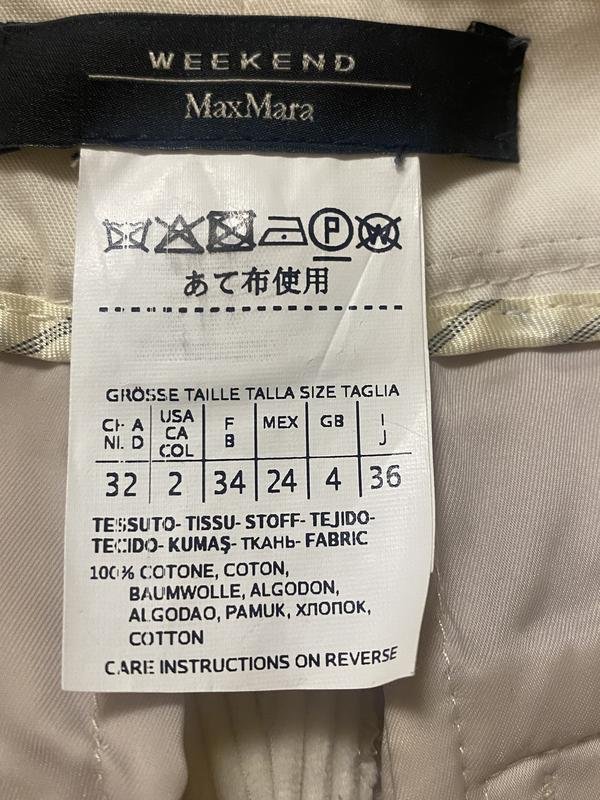 WEEKEND
MaxMara
P W
あて布使用
GRÖSSE TAILLE TALLA SIZE TAGLIA
CH A USA F MEX GB I
NL D CA B J
COL
32 2 34 24 4 36
TESSUTO- TISSU- STOFF- TEJIDO-
TECIDO- KUMAŞ- ТКАНЬ- FABRIC
100% COTONE, COTON,
BAUMWOLLE, ALGODON,
ALGODAO, PAMUK, ХЛОПОК,
COTTON
CARE INSTRUCTIONS ON REVERSE